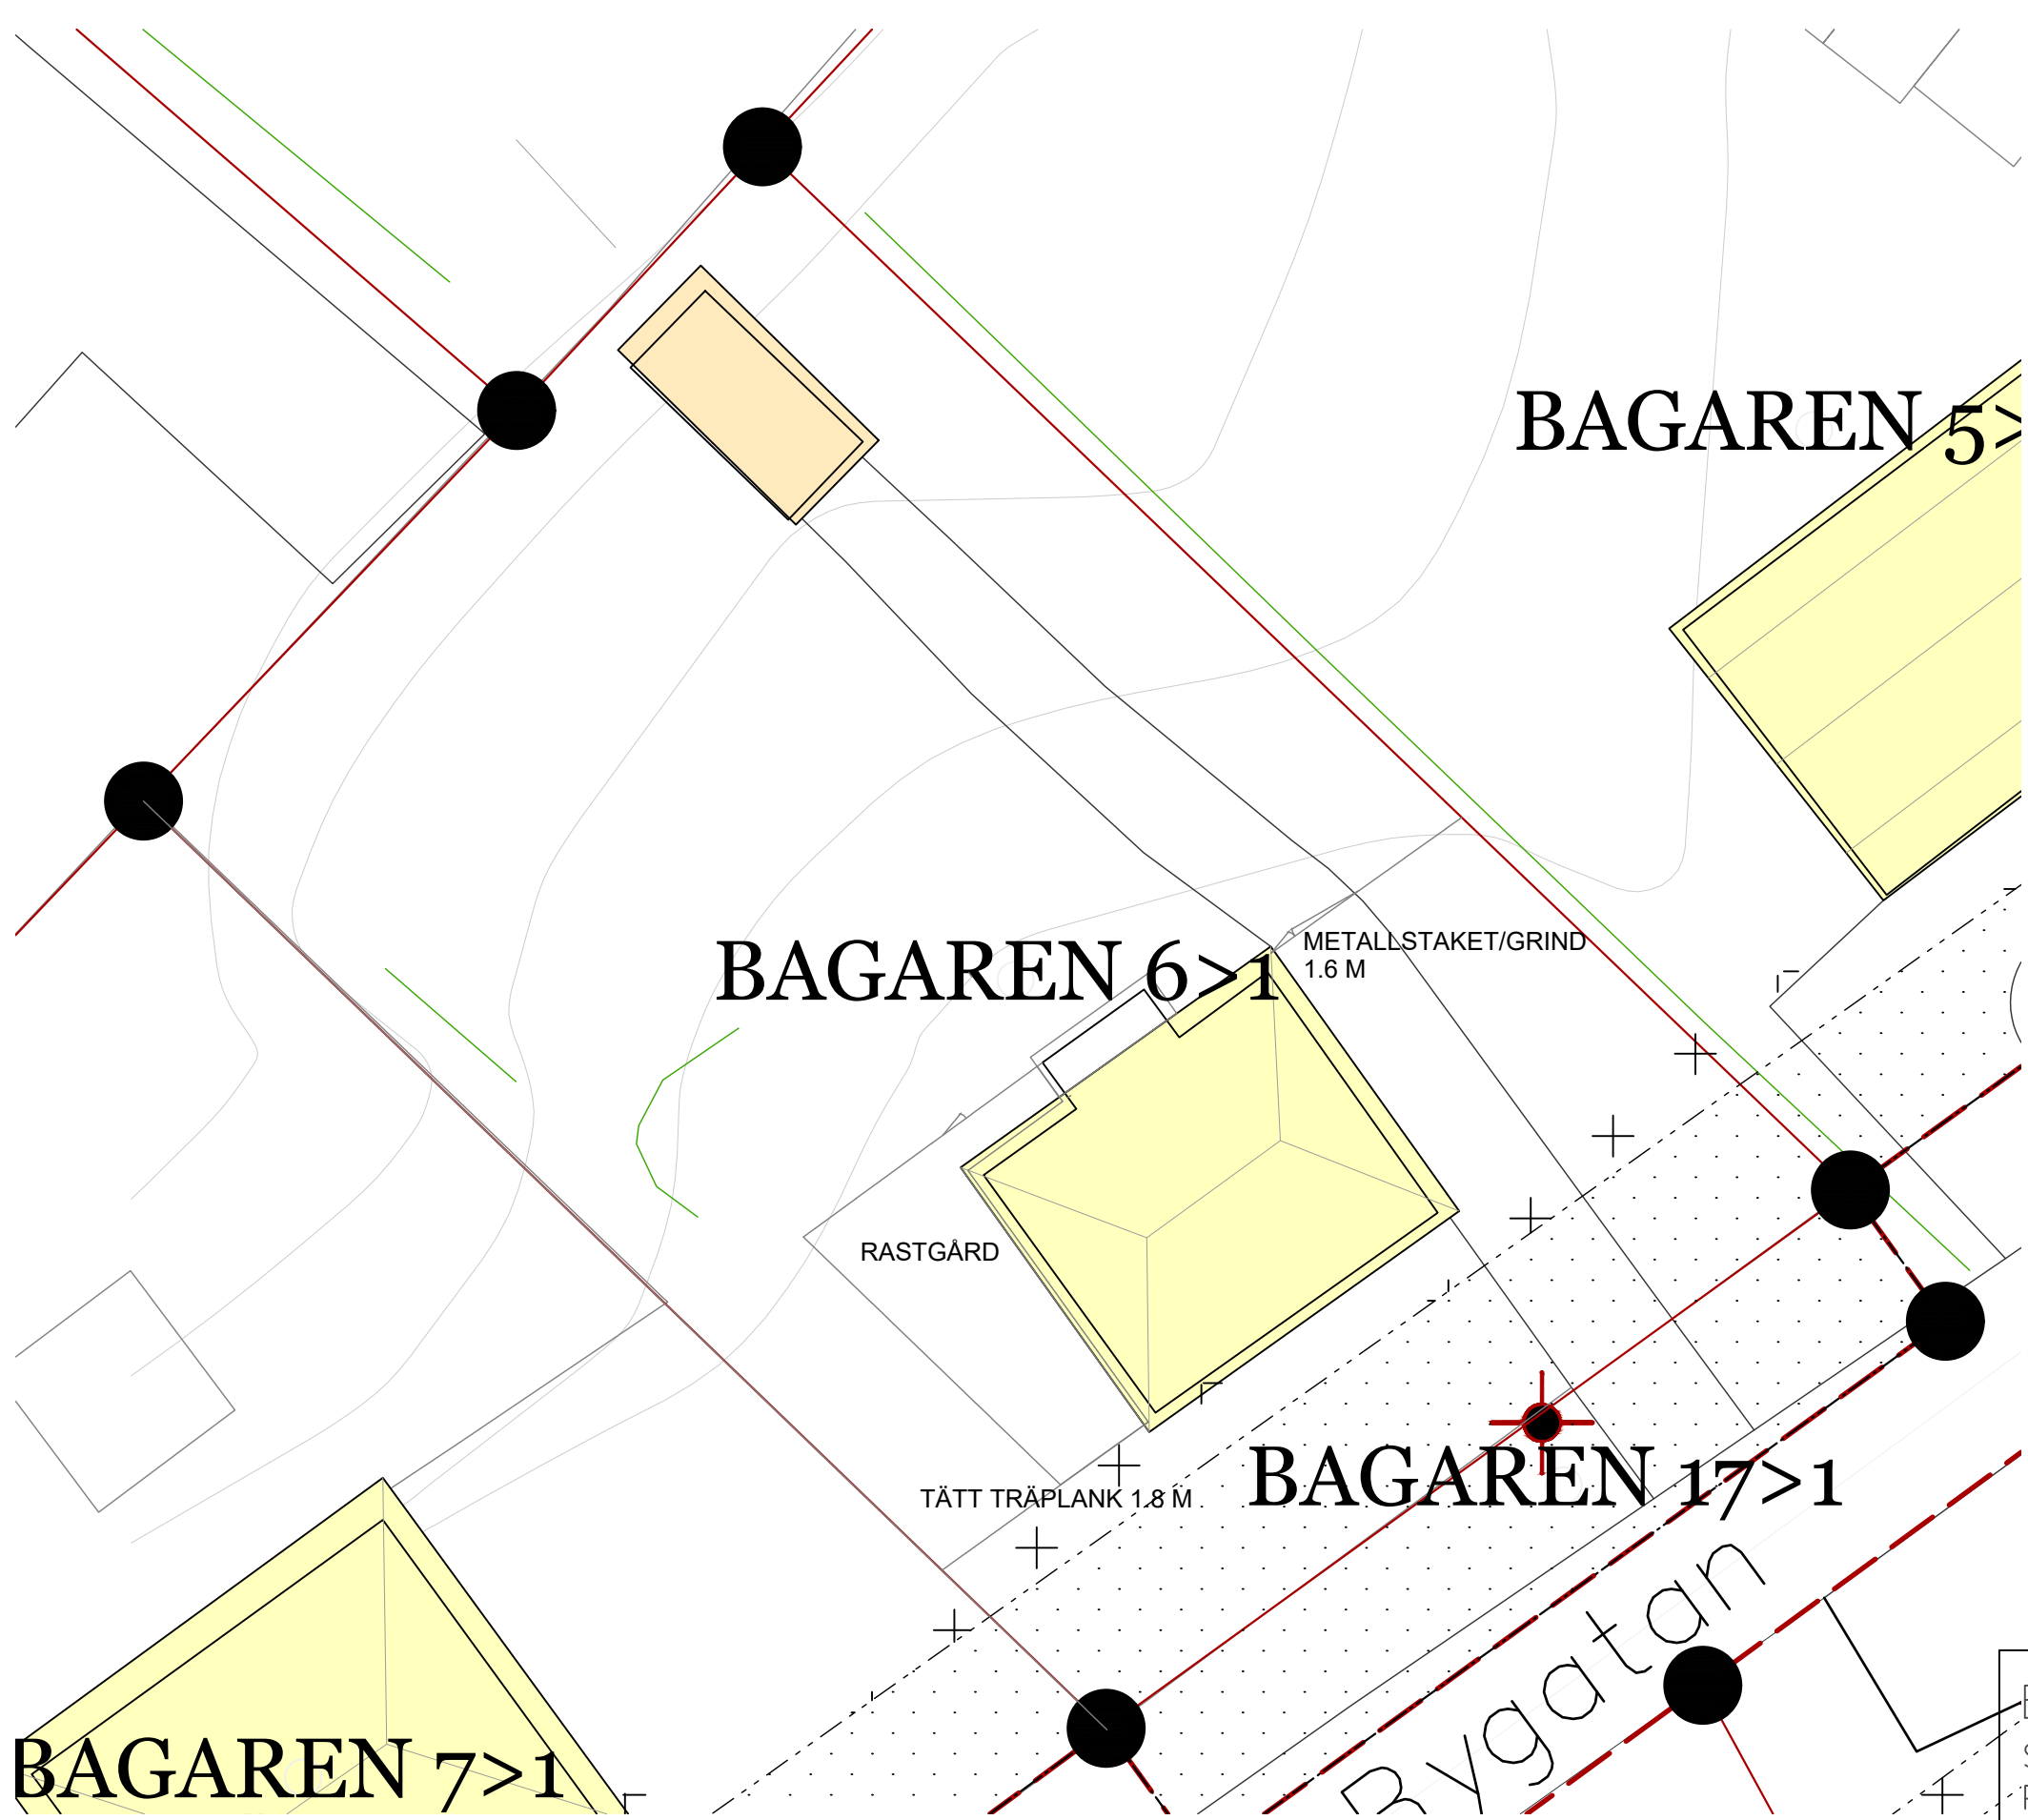 BAGAREN 5>
METALLSTAKET/GRIND
1.6 M
BAGAREN 6>1
RASTGÅRD
TÄTT TRÄPLANK 1.8 M
BAGAREN 17>1
Bygatan
BAGAREN 7>1